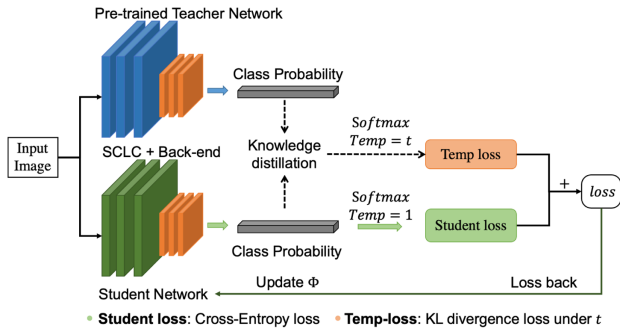 Pre-trained Teacher Network
Class Probability
Softmax
Temp = t
Input
Image
SCLC + Back-end
Knowledge
distillation
Temp loss
+
loss
Softmax
Temp = 1
Student loss
Class Probability
Student Network
Update Φ
Loss back
Student loss: Cross-Entropy loss
Temp-loss: KL divergence loss under t